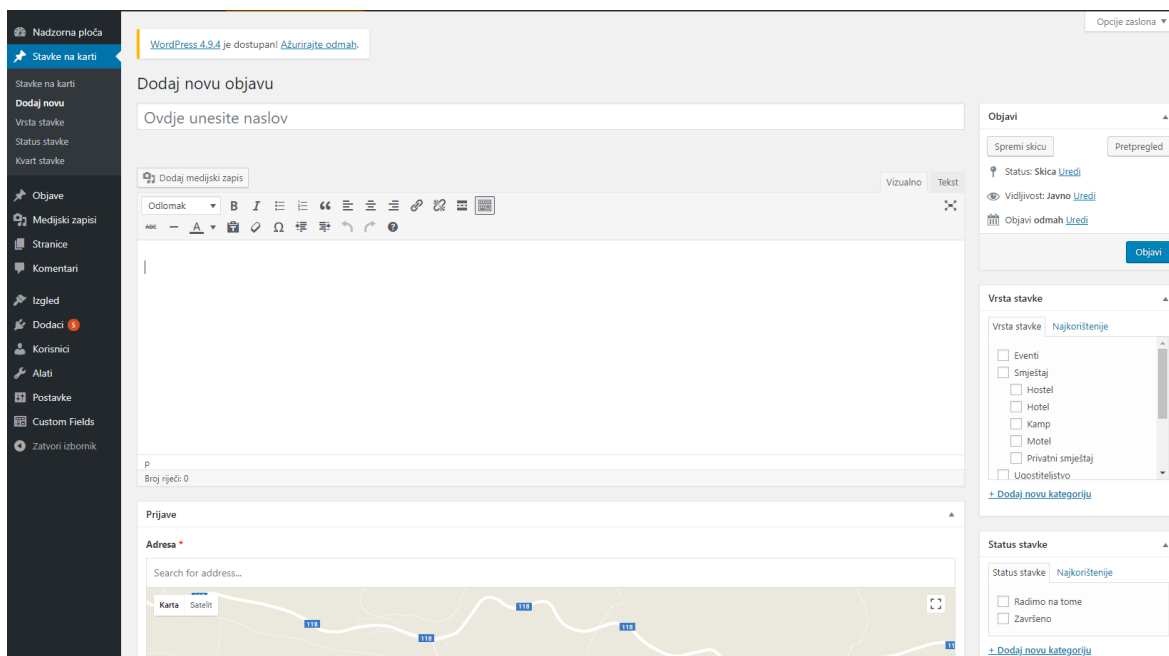 Opcije zaslona
Nadzorna ploča
Stavke na karti
Stavke na karti
Dodaj novu
Vrsta stavke
Status stavke
Kvart stavke
Objave
Medijski zapisi
Stranice
Komentari
Izgled
Dodaci 5
Korisnici
Alati
Postavke
Custom Fields
Zatvori izbornik
WordPress 4.9.4 je dostupan! Ažurirajte odmah.
Dodaj novu objavu
Ovdje unesite naslov
Dodaj medijski zapis
Vizualno Tekst
Odlomak B I
ABC A Ω
p
Broj riječi: 0
Prijave
Adresa *
Search for address...
Karta Satelit
118
118
118
118
Objavi
Spremi skicu Pretpregled
Status: Skica Uredi
Vidljivost: Javno Uredi
Objavi odmah Uredi
Objavi
Vrsta stavke
Vrsta stavke Najkorištenije
Eventi
Smještaj
Hostel
Hotel
Kamp
Motel
Privatni smještaj
Ugostiteljstvo
+ Dodaj novu kategoriju
Status stavke
Status stavke Najkorištenije
Radimo na tome
Završeno
+ Dodaj novu kategoriju